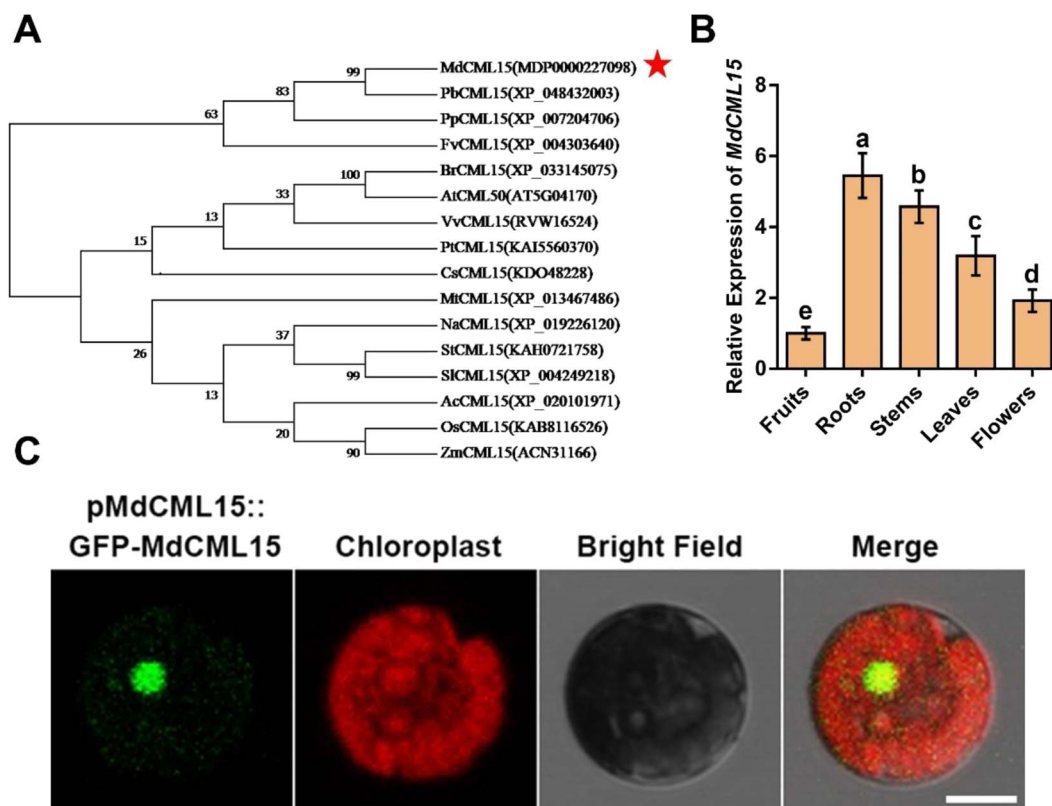 A
MdCML15(MDP0000227098)
PbCML15(XP_048432003)
PpCML15(XP_007204706)
FvCML15(XP_004303640)
BrCML15(XP_033145075)
AtCML50(AT5G04170)
VvCML15(RVW16524)
PtCML15(KAI5560370)
CsCML15(KDO48228)
MtCML15(XP_013467486)
NaCML15(XP_019226120)
StCML15(KAH0721758)
SlCML15(XP_004249218)
AcCML15(XP_020101971)
OsCML15(KAB8116526)
ZmCML15(ACN31166)
99
83
63
100
33
13
15
37
99
26
13
20
90
B
Relative Expression of MdCML15
8
6
4
2
0
e
a
b
c
d
Fruits
Roots
Stems
Leaves
Flowers
C
pMdCML15::
GFP-MdCML15
Chloroplast
Bright Field
Merge